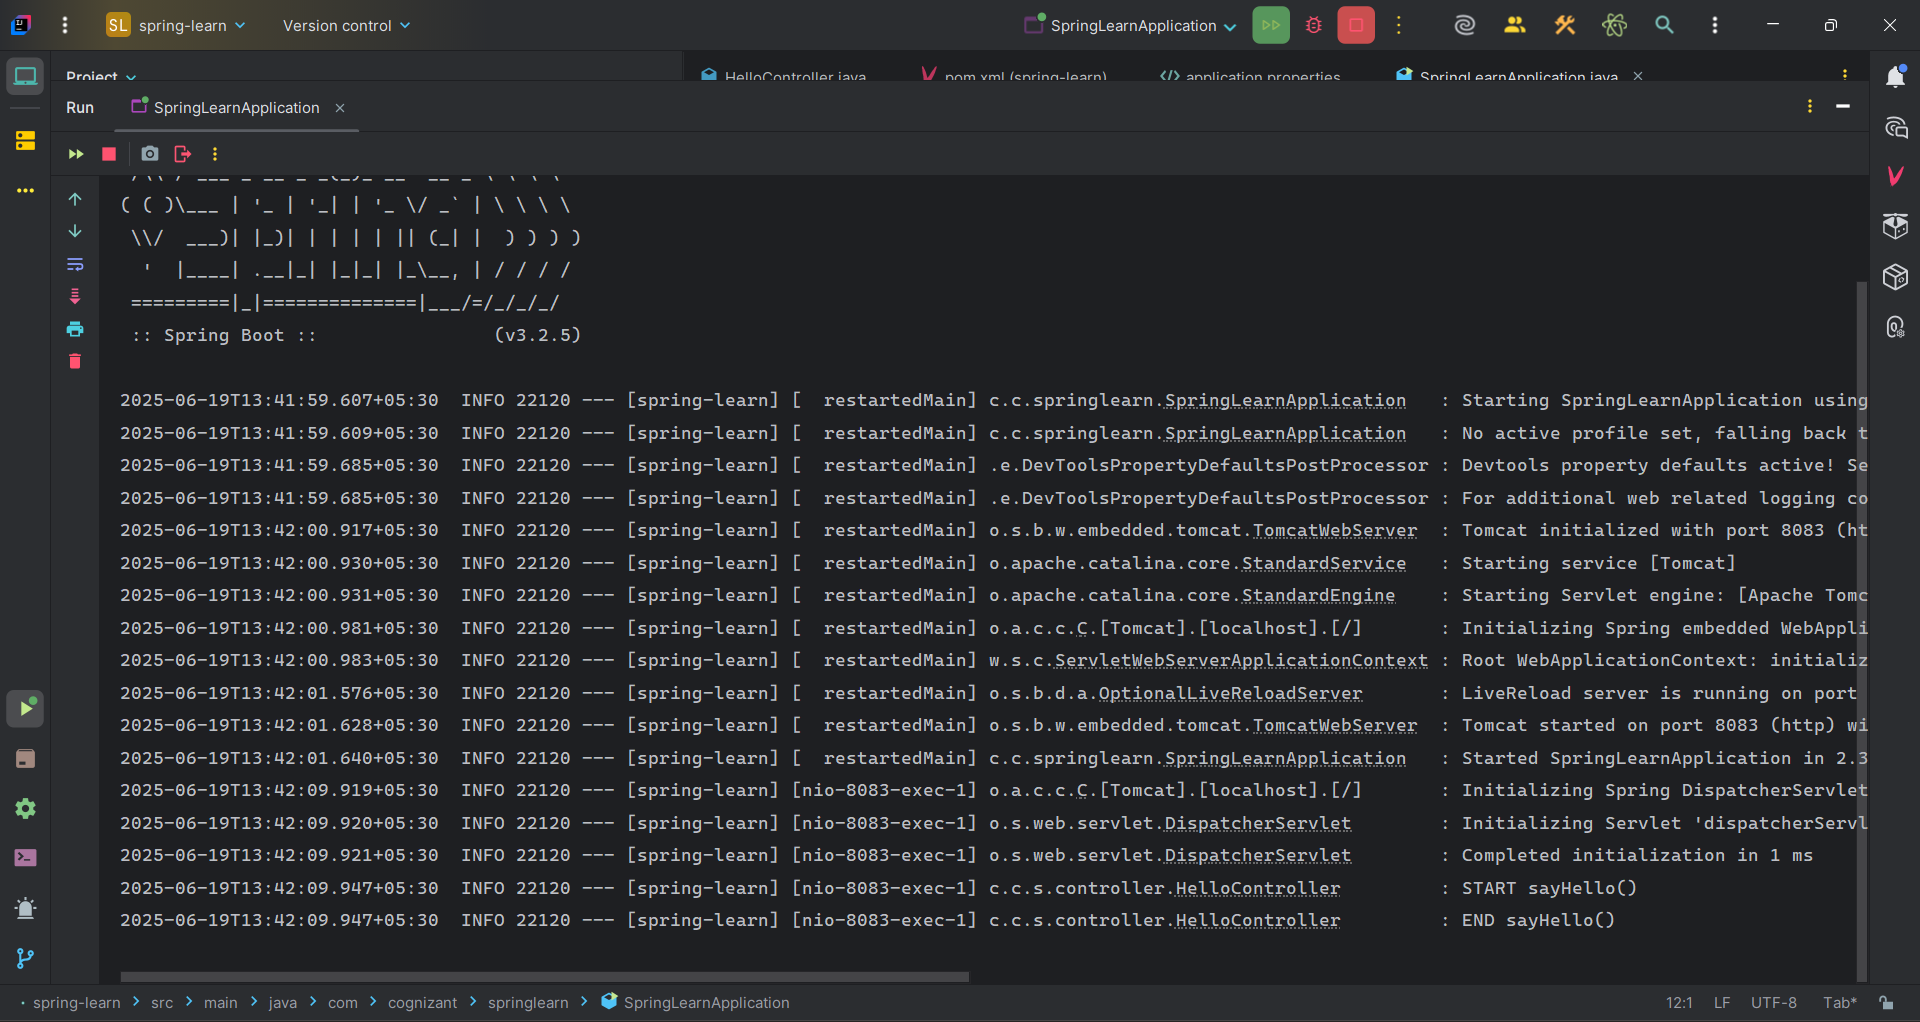 SL spring-learn Version control SpringLearnApplication
Project HelloController.java pom.xml (spring-learn) application.properties SpringLearnApplication.java
Run SpringLearnApplication
( ( )\___ | '_ | '_| | '_ \/ _` | \ \ \ \
\\/  ___)| |_)| | | | | || (_| |  ) ) ) )
'  |____| .__|_| |_|_| |_\__, | / / / /
=========|_|==============|___/=/_/_/_/
:: Spring Boot ::                (v3.2.5)
2025-06-19T13:41:59.607+05:30  INFO 22120 --- [spring-learn] [  restartedMain] c.c.springlearn.SpringLearnApplication   : Starting SpringLearnApplication using
2025-06-19T13:41:59.609+05:30  INFO 22120 --- [spring-learn] [  restartedMain] c.c.springlearn.SpringLearnApplication   : No active profile set, falling back t
2025-06-19T13:41:59.685+05:30  INFO 22120 --- [spring-learn] [  restartedMain] .e.DevToolsPropertyDefaultsPostProcessor : Devtools property defaults active! Se
2025-06-19T13:41:59.685+05:30  INFO 22120 --- [spring-learn] [  restartedMain] .e.DevToolsPropertyDefaultsPostProcessor : For additional web related logging co
2025-06-19T13:42:00.917+05:30  INFO 22120 --- [spring-learn] [  restartedMain] o.s.b.w.embedded.tomcat.TomcatWebServer  : Tomcat initialized with port 8083 (ht
2025-06-19T13:42:00.930+05:30  INFO 22120 --- [spring-learn] [  restartedMain] o.apache.catalina.core.StandardService   : Starting service [Tomcat]
2025-06-19T13:42:00.931+05:30  INFO 22120 --- [spring-learn] [  restartedMain] o.apache.catalina.core.StandardEngine    : Starting Servlet engine: [Apache Tomc
2025-06-19T13:42:00.981+05:30  INFO 22120 --- [spring-learn] [  restartedMain] o.a.c.c.C.[Tomcat].[localhost].[/]       : Initializing Spring embedded WebAppli
2025-06-19T13:42:00.983+05:30  INFO 22120 --- [spring-learn] [  restartedMain] w.s.c.ServletWebServerApplicationContext : Root WebApplicationContext: initializ
2025-06-19T13:42:01.576+05:30  INFO 22120 --- [spring-learn] [  restartedMain] o.s.b.d.a.OptionalLiveReloadServer       : LiveReload server is running on port
2025-06-19T13:42:01.628+05:30  INFO 22120 --- [spring-learn] [  restartedMain] o.s.b.w.embedded.tomcat.TomcatWebServer  : Tomcat started on port 8083 (http) wi
2025-06-19T13:42:01.640+05:30  INFO 22120 --- [spring-learn] [  restartedMain] c.c.springlearn.SpringLearnApplication   : Started SpringLearnApplication in 2.3
2025-06-19T13:42:09.919+05:30  INFO 22120 --- [spring-learn] [nio-8083-exec-1] o.a.c.c.C.[Tomcat].[localhost].[/]       : Initializing Spring DispatcherServlet
2025-06-19T13:42:09.920+05:30  INFO 22120 --- [spring-learn] [nio-8083-exec-1] o.s.web.servlet.DispatcherServlet        : Initializing Servlet 'dispatcherServl
2025-06-19T13:42:09.921+05:30  INFO 22120 --- [spring-learn] [nio-8083-exec-1] o.s.web.servlet.DispatcherServlet        : Completed initialization in 1 ms
2025-06-19T13:42:09.947+05:30  INFO 22120 --- [spring-learn] [nio-8083-exec-1] c.c.s.controller.HelloController         : START sayHello()
2025-06-19T13:42:09.947+05:30  INFO 22120 --- [spring-learn] [nio-8083-exec-1] c.c.s.controller.HelloController         : END sayHello()
spring-learn > src > main > java > com > cognizant > springlearn > SpringLearnApplication 12:1 LF UTF-8 Tab*